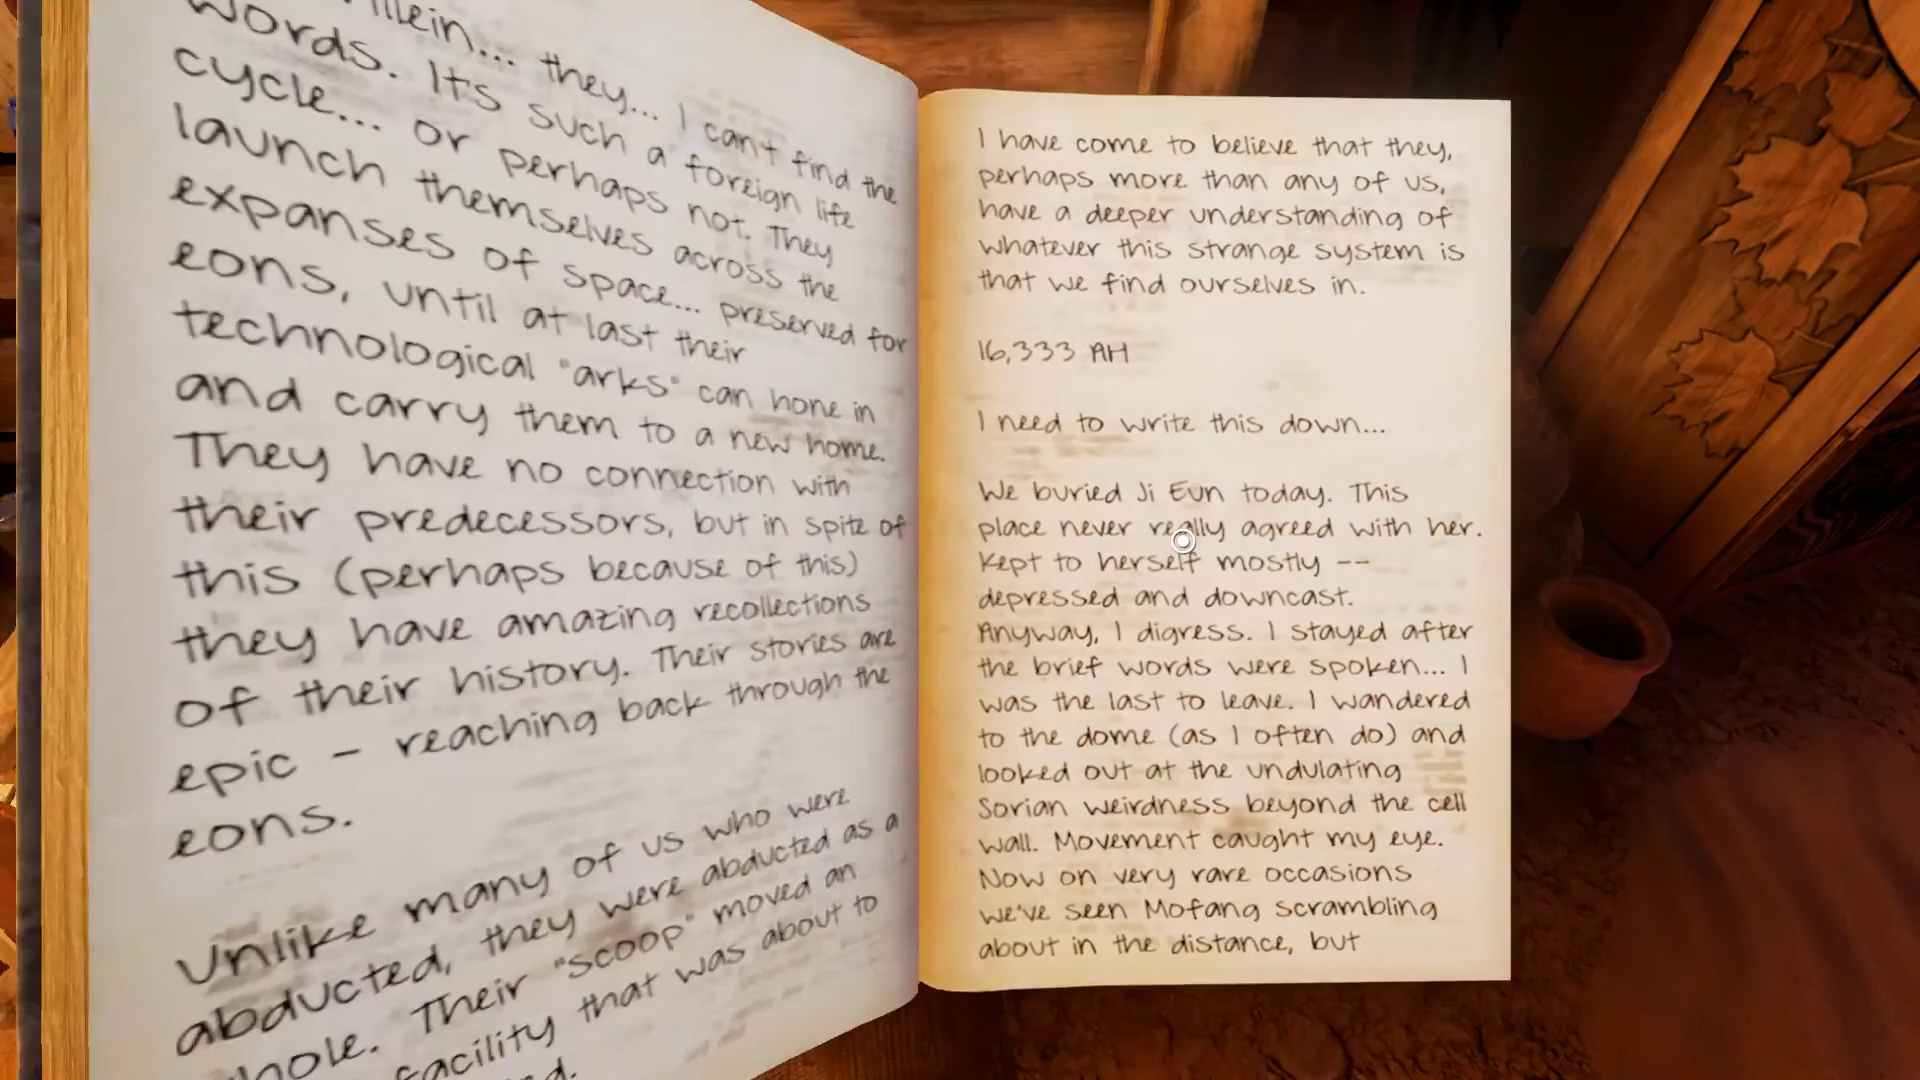 they... I can't find the
words. It's such a foreign life
cycle... or perhaps not. They
launch themselves across the
expanses of space... preserved for
eons, until at last their
technological "arks" can hone in
and carry them to a new home.
They have no connection with
their predecessors, but in spite of
this (perhaps because of this)
they have amazing recollections
of their history. Their stories are
epic - reaching back through the
eons.
Unlike many of us who were
abducted, they were abducted as a
whole. Their "scoop" moved an
facility that was about to
I have come to believe that they,
perhaps more than any of us,
have a deeper understanding of
whatever this strange system is
that we find ourselves in.
16,333 AH
I need to write this down...
We buried Ji Eun today. This
place never really agreed with her.
Kept to herself mostly --
depressed and downcast.
Anyway, I digress. I stayed after
the brief words were spoken... I
was the last to leave. I wandered
to the dome (as I often do) and
looked out at the undulating
Sorian weirdness beyond the cell
wall. Movement caught my eye.
Now on very rare occasions
we've seen Mofang scrambling
about in the distance, but